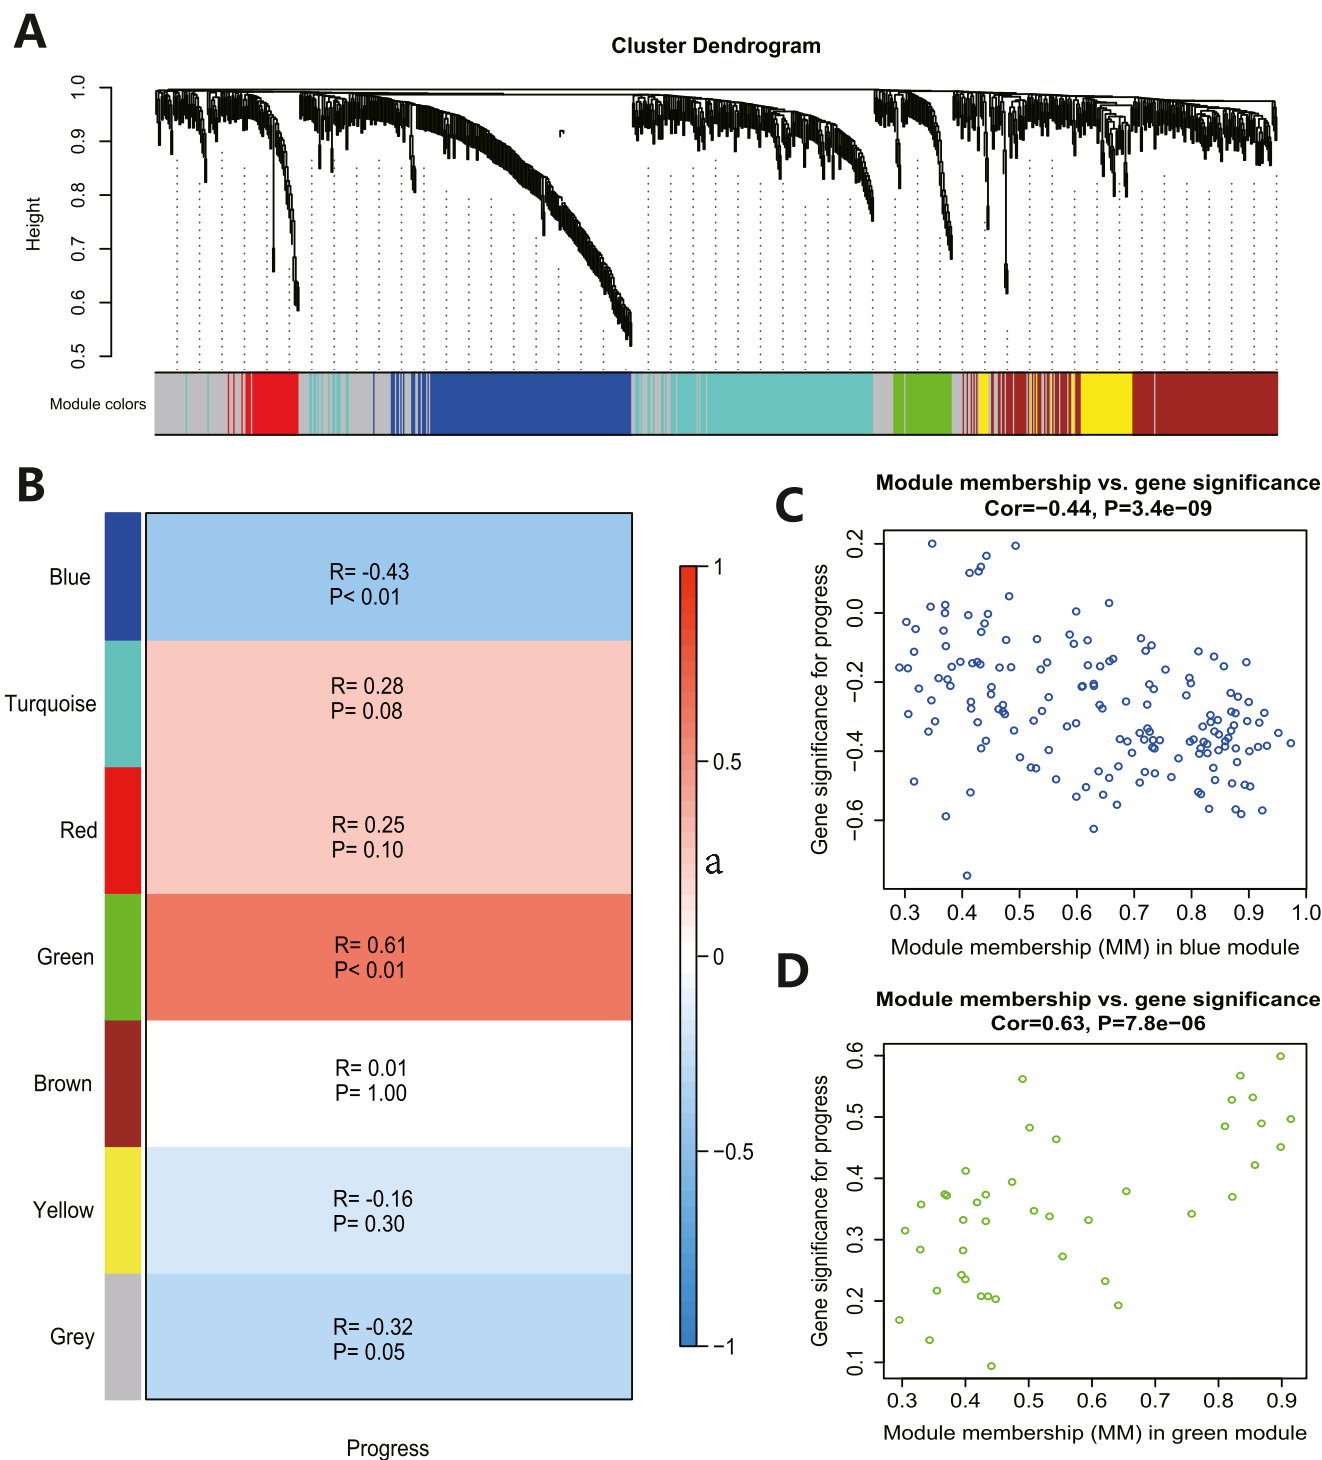 A
Cluster Dendrogram
Height
1.0
0.9
0.8
0.7
0.6
0.5
Module colors
B
Blue
R= -0.43
P< 0.01
Turquoise
R= 0.28
P= 0.08
Red
R= 0.25
P= 0.10
Green
R= 0.61
P< 0.01
Brown
R= 0.01
P= 1.00
Yellow
R= -0.16
P= 0.30
Grey
R= -0.32
P= 0.05
Progress
1
0.5
a
0
−0.5
−1
C
Module membership vs. gene significance
Cor=−0.44, P=3.4e−09
Gene significance for progress
0.2
0.0
−0.2
−0.4
−0.6
0.3 0.4 0.5 0.6 0.7 0.8 0.9 1.0
Module membership (MM) in blue module
D
Module membership vs. gene significance
Cor=0.63, P=7.8e−06
Gene significance for progress
0.6
0.5
0.4
0.3
0.2
0.1
0.3 0.4 0.5 0.6 0.7 0.8 0.9
Module membership (MM) in green module